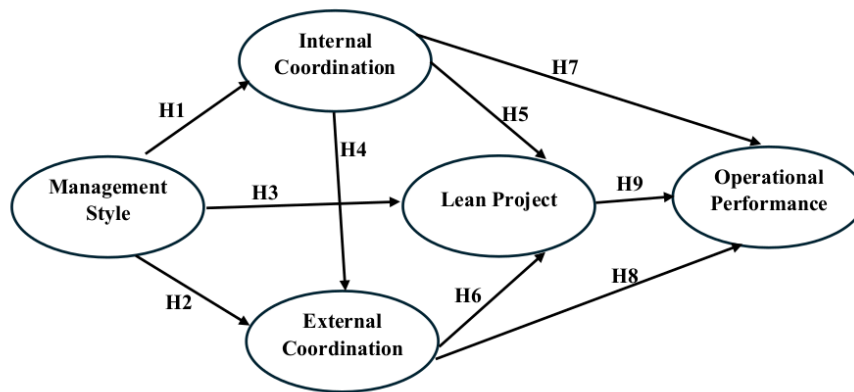 Internal
Coordination
H7
H1
H5
H4
Management
Style
H3
Lean Project
H9
Operational
Performance
H2
H6
H8
External
Coordination